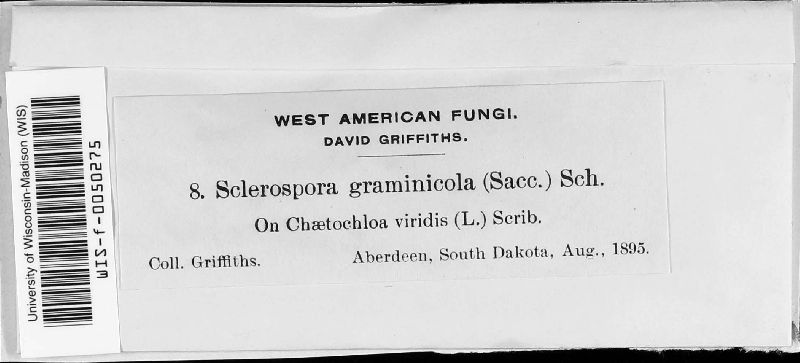 WEST AMERICAN FUNGI.
DAVID GRIFFITHS.
8. Sclerospora graminicola (Sacc.) Sch.
On Chætochloa viridis (L.) Scrib.
Coll. Griffiths. Aberdeen, South Dakota, Aug., 1895.
University of Wisconsin-Madison (WIS)
WIS-f-0050275